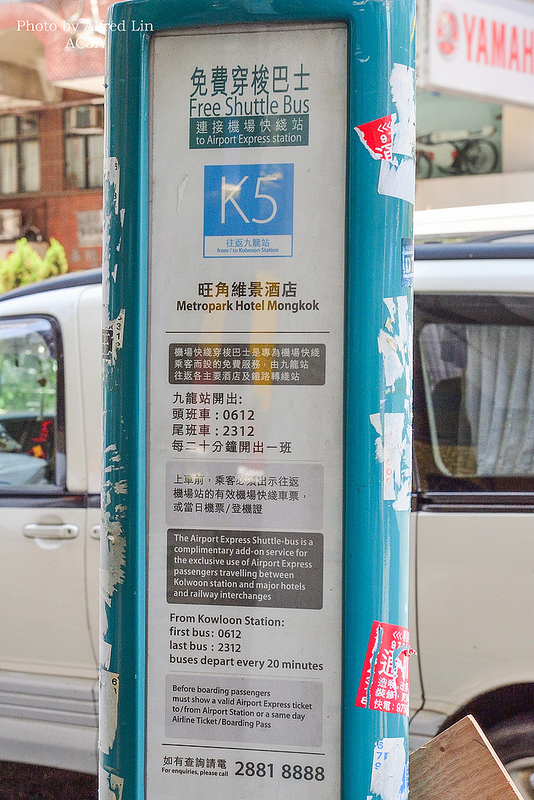 Photo by Alfred Lin
YAMAH
免費穿梭巴士
Free Shuttle Bus
連接機場快綫站
to Airport Express station
K5
往返九龍站
from / to Kolwoon Station
旺角維景酒店
Metropark Hotel Mongkok
機場快綫穿梭巴士是專為機場快綫
乘客而設的免費服務，由九龍站
往返各主要酒店及鐵路轉綫站
九龍站開出:
頭班車 : 0612
尾班車 : 2312
每二十分鐘開出一班
上車前，乘客必須出示往返
機場站的有效機場快綫車票，
或當日機票/登機證
The Airport Express Shuttle-bus is a
complimentary add-on service for
the exclusive use of Airport Express
passengers travelling between
Kolwoon station and major hotels
and railway interchanges
From Kowloon Station:
first bus : 0612
last bus : 2312
buses depart every 20 minutes
Before boarding passengers
must show a valid Airport Express ticket
to/from Airport Station or a same day
Airline Ticket/Boarding Pass
如有查詢請電
For enquiries, please call
2881 8888